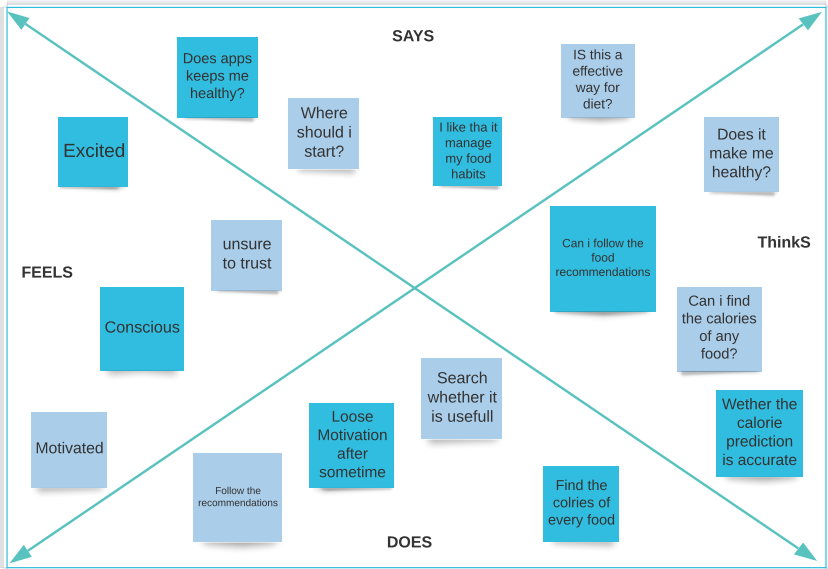 SAYS
Does apps
keeps me
healthy?
Where
should i
start?
I like tha it
manage
my food
habits
IS this a
effective
way for
diet?
FEELS
Excited
unsure
to trust
Conscious
Motivated
ThinkS
Does it
make me
healthy?
Can i follow the
food
recommendations
Can i find
the calories
of any
food?
Wether the
calorie
prediction
is accurate
Search
whether it
is usefull
Loose
Motivation
after
sometime
Follow the
recommendations
Find the
colries of
every food
DOES